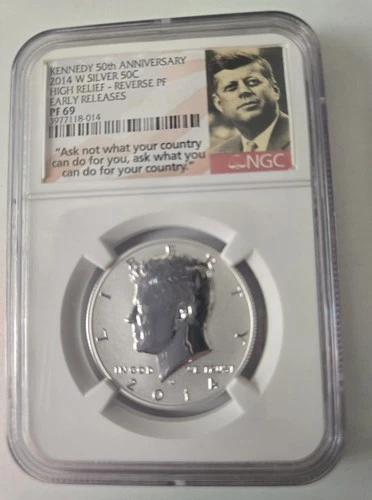 KENNEDY 50th ANNIVERSARY
2014 W SILVER 50C
HIGH RELIEF - REVERSE PF
EARLY RELEASES
PF 69
3977118-014
"Ask not what your country
can do for you, ask what you
can do for your country."
NGC
LIBERTY
IN GOD WE TRUST
2014